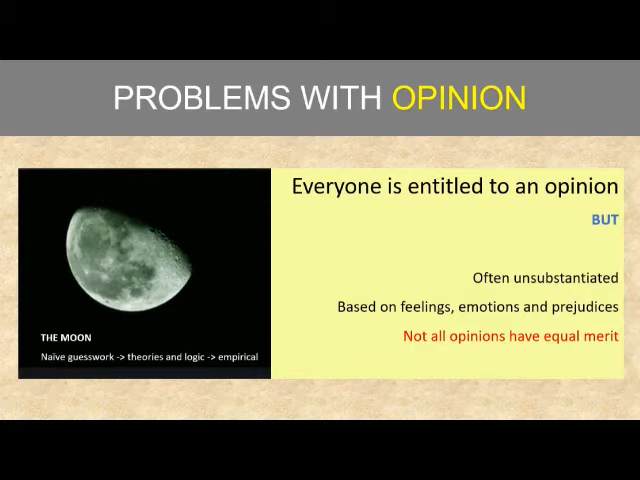 PROBLEMS WITH OPINION
Everyone is entitled to an opinion
BUT
Often unsubstantiated
Based on feelings, emotions and prejudices
Not all opinions have equal merit
THE MOON
Naïve guesswork -> theories and logic -> empirical